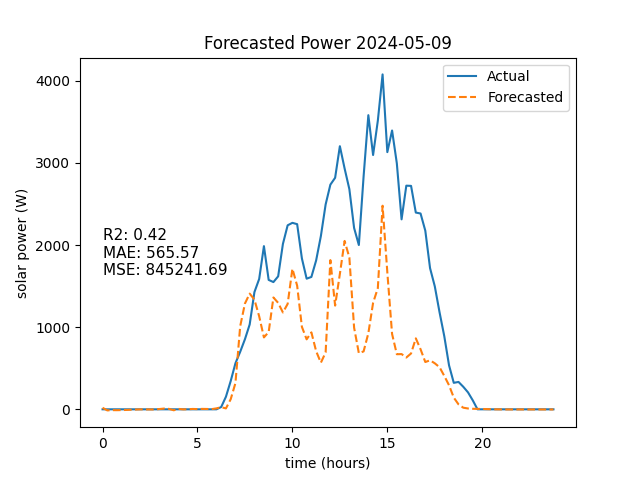 Forecasted Power 2024-05-09
Actual
Forecasted
4000
3000
2000
1000
0
solar power (W)
R2: 0.42
MAE: 565.57
MSE: 845241.69
0 5 10 15 20
time (hours)